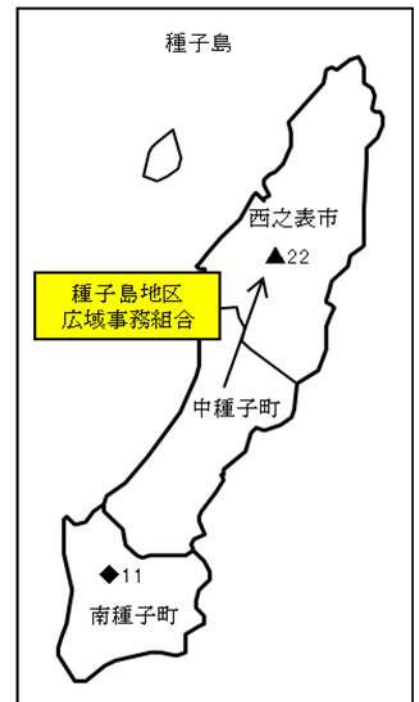 種子島
西之表市
▲22
種子島地区
広域事務組合
中種子町
◆11
南種子町